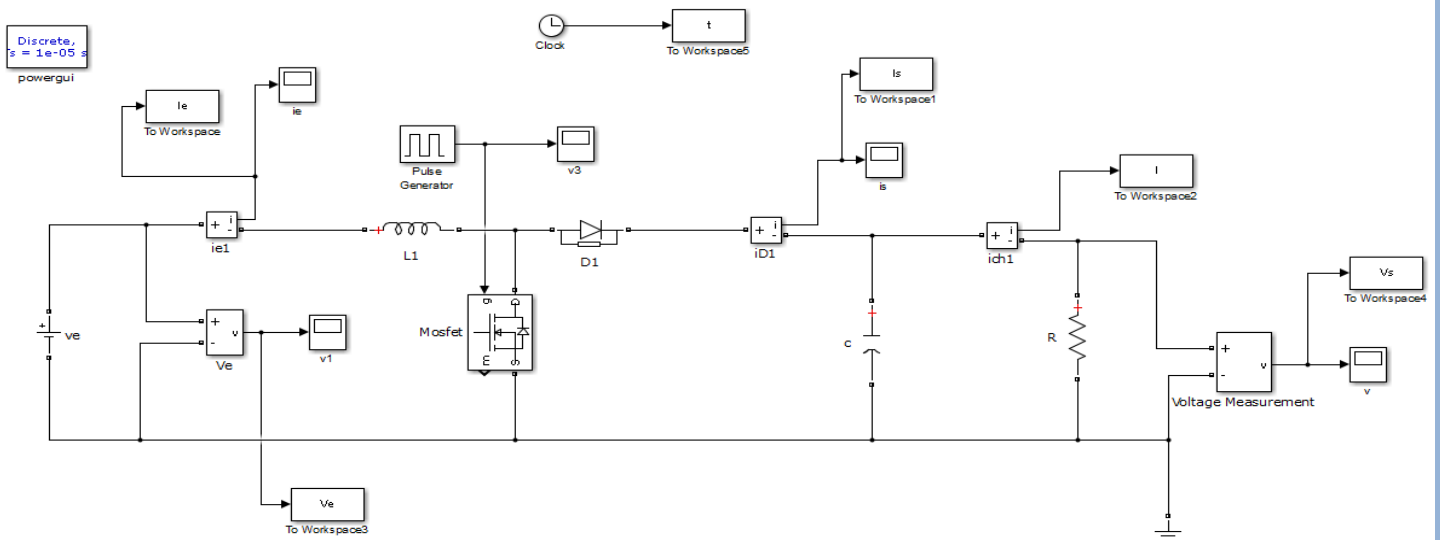 Discrete,
s = 1e-05 s
powergui
Clock
t
To Workspace5
Ie
To Workspace
ie
Pulse
Generator
v3
Is
To Workspace1
is
I
To Workspace2
+
i
-
ie1
L1
D1
+
i
-
iD1
+
i
-
ich1
Vs
To Workspace4
+
ve
+
v
-
Ve
v1
Mosfet
g
D
m
S
c
R
+
v
-
Voltage Measurement
v
Ve
To Workspace3